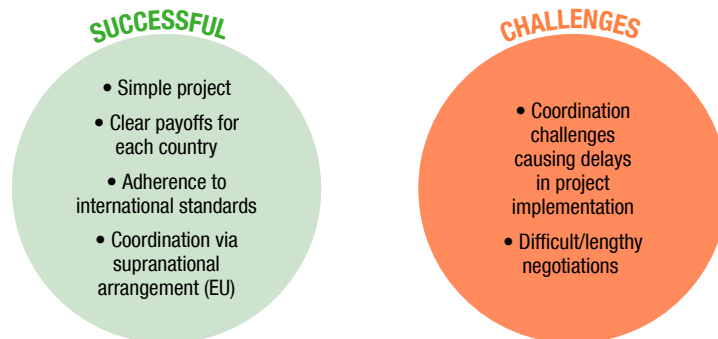 SUCCESSFUL
• Simple project
• Clear payoffs for
each country
• Adherence to
international standards
• Coordination via
supranational
arrangement (EU)
CHALLENGES
• Coordination
challenges
causing delays
in project
implementation
• Difficult/lengthy
negotiations